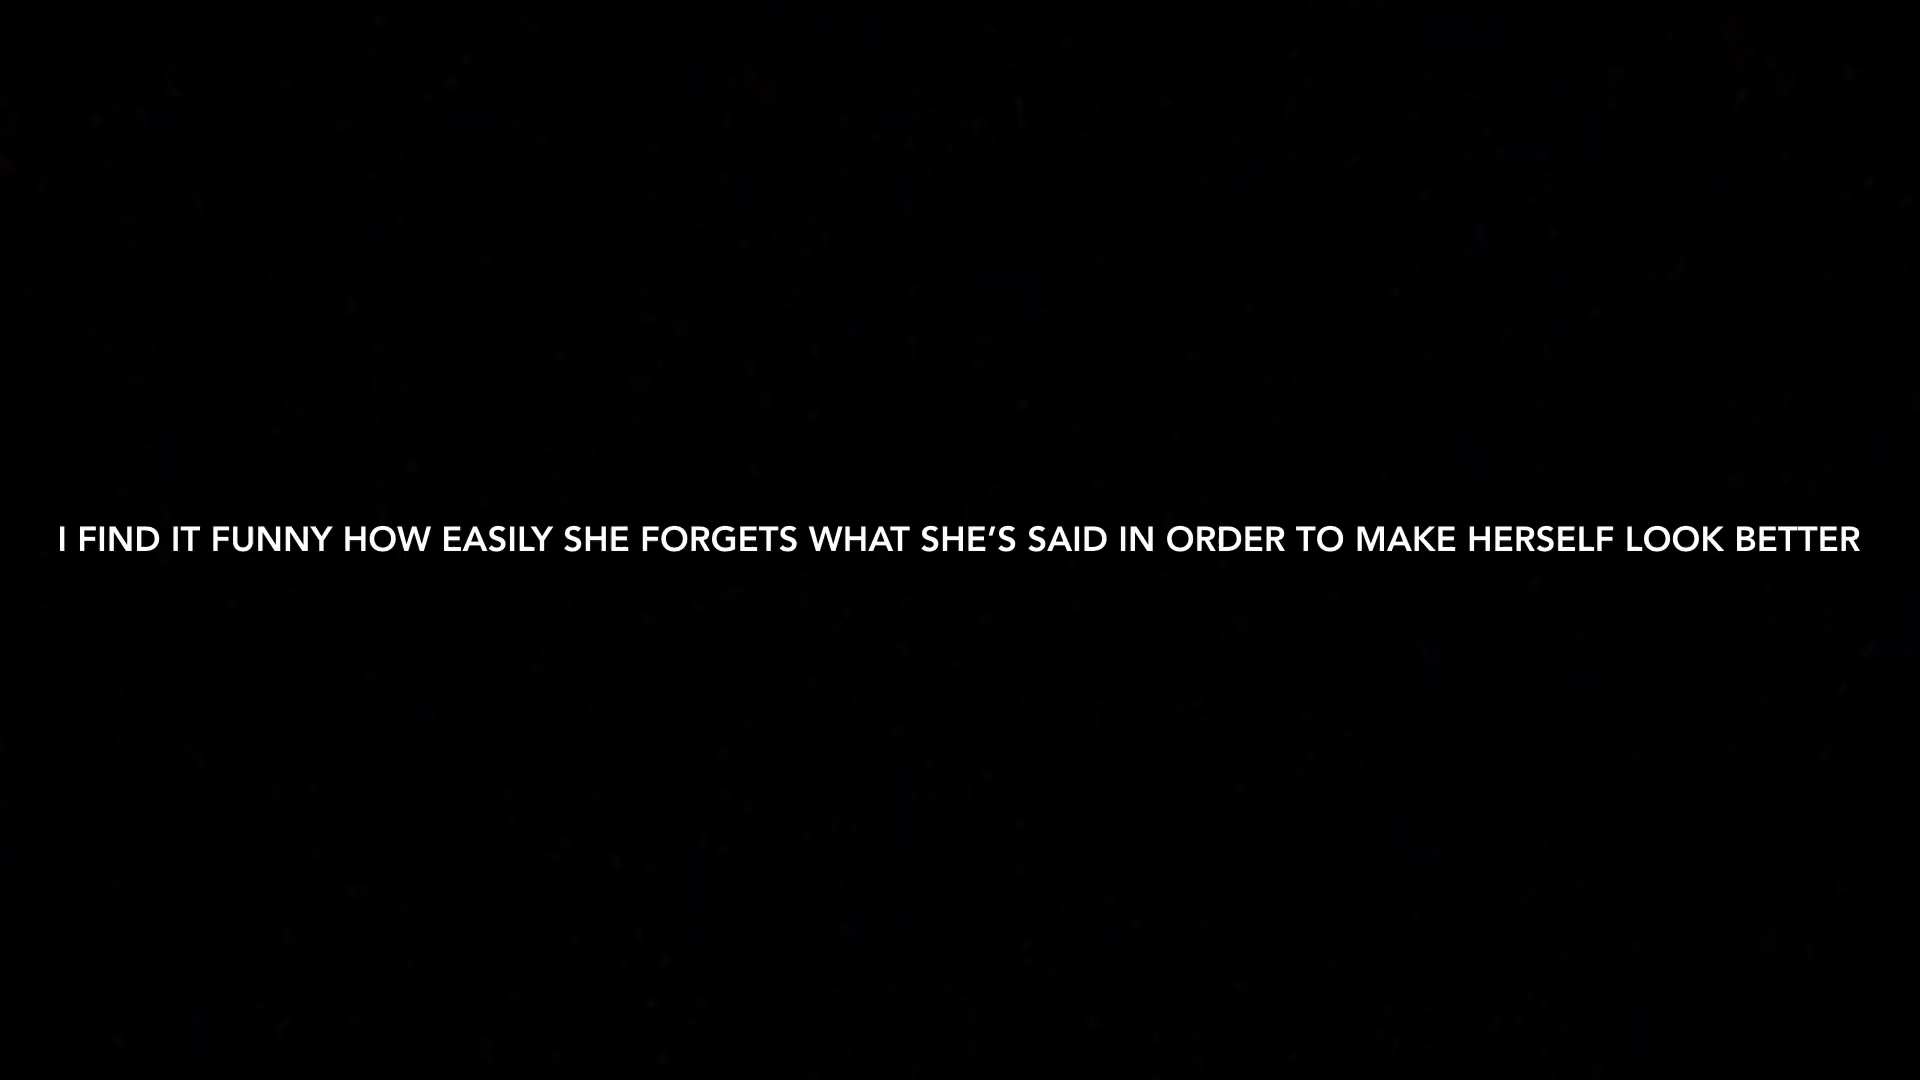 I FIND IT FUNNY HOW EASILY SHE FORGETS WHAT SHE’S SAID IN ORDER TO MAKE HERSELF LOOK BETTER